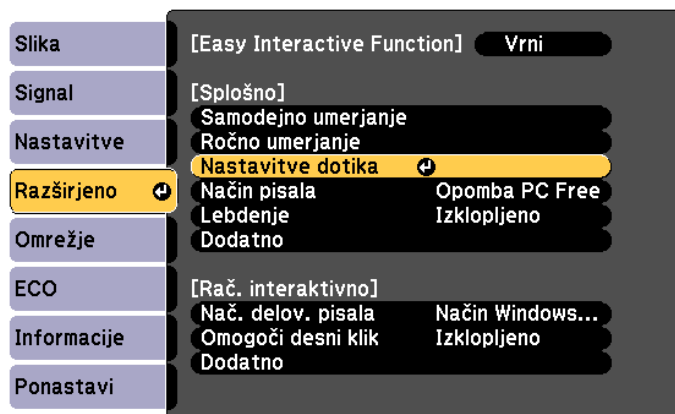 Slika
Signal
Nastavitve
Razširjeno
Omrežje
ECO
Informacije
Ponastavi
[Easy Interactive Function] Vrni
[Splošno]
Samodejno umerjanje
Ročno umerjanje
Nastavitve dotika
Način pisala Opomba PC Free
Lebdenje Izklopljeno
Dodatno
[Rač. interaktivno]
Nač. delov. pisala Način Windows...
Omogoči desni klik Izklopljeno
Dodatno